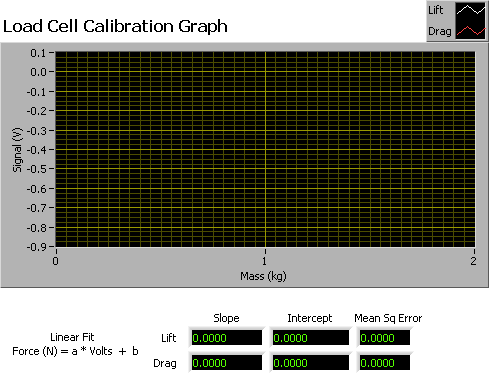 Load Cell Calibration Graph
Lift
Drag
Signal (V)
0.1
0.0
-0.1
-0.2
-0.3
-0.4
-0.5
-0.6
-0.7
-0.8
-0.9
0 1 2
Mass (kg)
Slope Intercept Mean Sq Error
Linear Fit
Force (N) = a * Volts + b
Lift 0.0000 0.0000 0.0000
Drag 0.0000 0.0000 0.0000